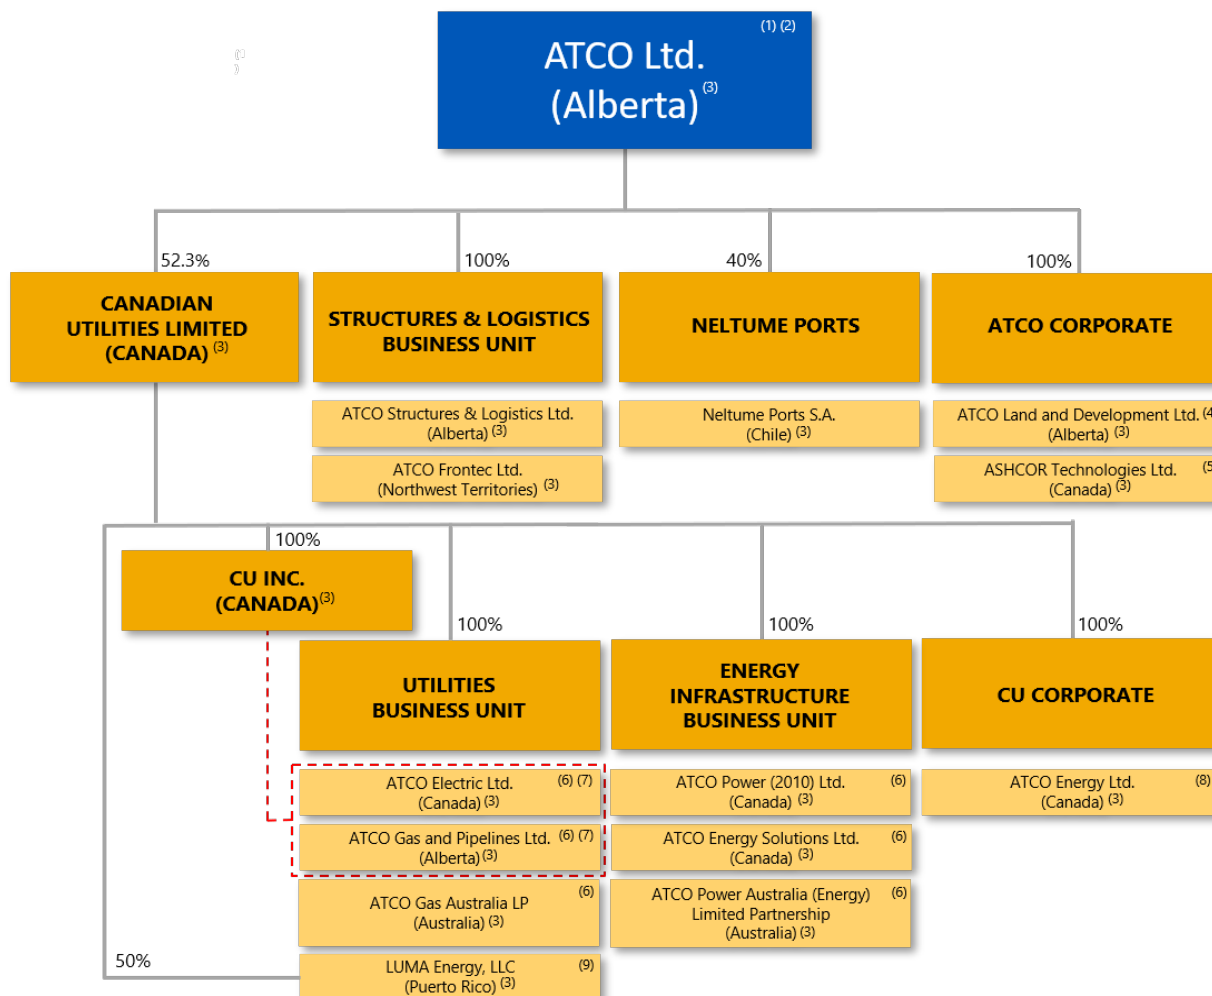 (1) (2)
ATCO Ltd.
(Alberta) (3)
(1
)
52.3%
100%
40%
100%
CANADIAN
UTILITIES LIMITED
(CANADA) (3)
STRUCTURES & LOGISTICS
BUSINESS UNIT
NELTUME PORTS
ATCO CORPORATE
ATCO Structures & Logistics Ltd.
(Alberta) (3)
ATCO Frontec Ltd.
(Northwest Territories) (3)
Neltume Ports S.A.
(Chile) (3)
ATCO Land and Development Ltd. (4
(Alberta) (3)
ASHCOR Technologies Ltd. (5
(Canada) (3)
100%
CU INC.
(CANADA) (3)
100%
100%
100%
UTILITIES
BUSINESS UNIT
ENERGY
INFRASTRUCTURE
BUSINESS UNIT
CU CORPORATE
ATCO Electric Ltd. (6) (7)
(Canada) (3)
ATCO Gas and Pipelines Ltd. (6) (7)
(Alberta) (3)
ATCO Gas Australia LP (6)
(Australia) (3)
50%
LUMA Energy, LLC (9)
(Puerto Rico) (3)
ATCO Power (2010) Ltd. (6)
(Canada) (3)
ATCO Energy Solutions Ltd. (6)
(Canada) (3)
ATCO Power Australia (Energy) (6)
Limited Partnership
(Australia) (3)
ATCO Energy Ltd. (8)
(Canada) (3)